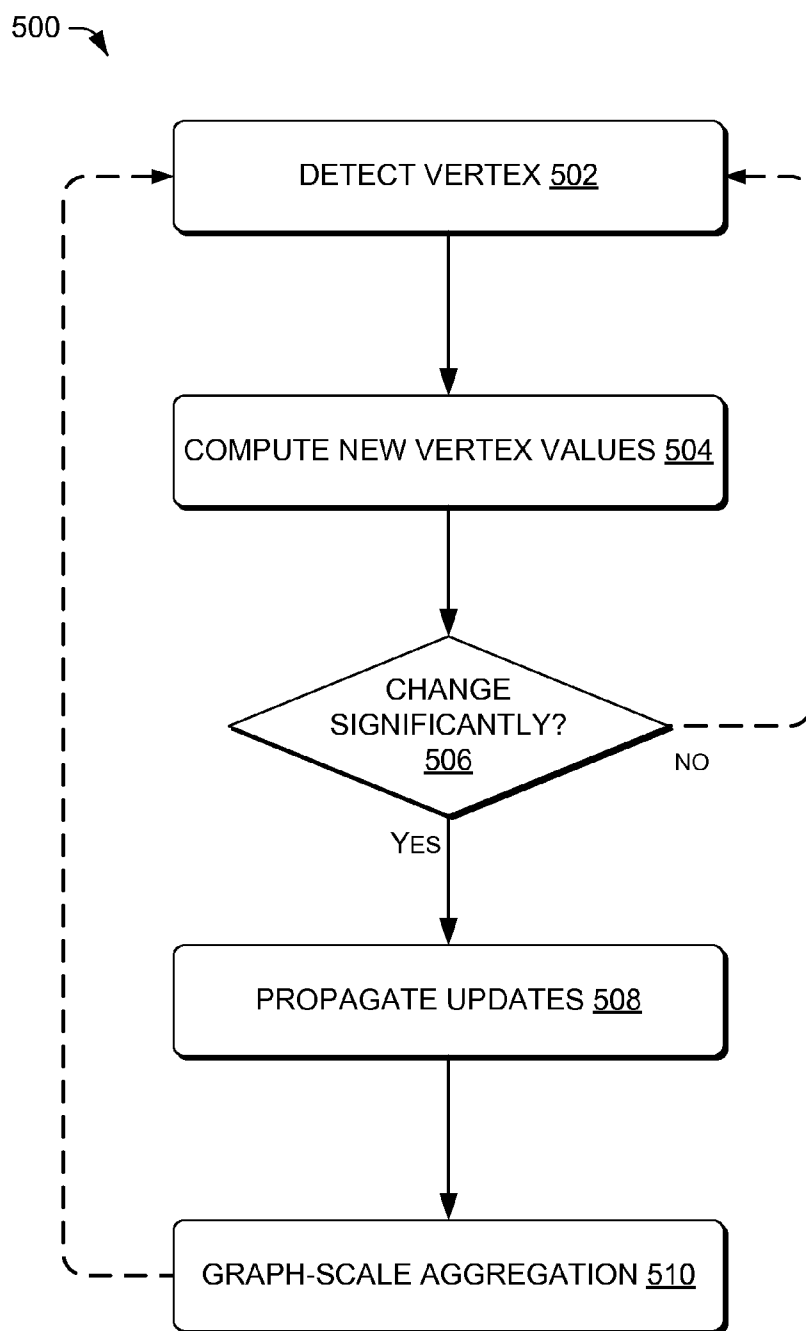 500
DETECT VERTEX 502
COMPUTE NEW VERTEX VALUES 504
CHANGE
SIGNIFICANTLY?
506
NO
YES
PROPAGATE UPDATES 508
GRAPH-SCALE AGGREGATION 510